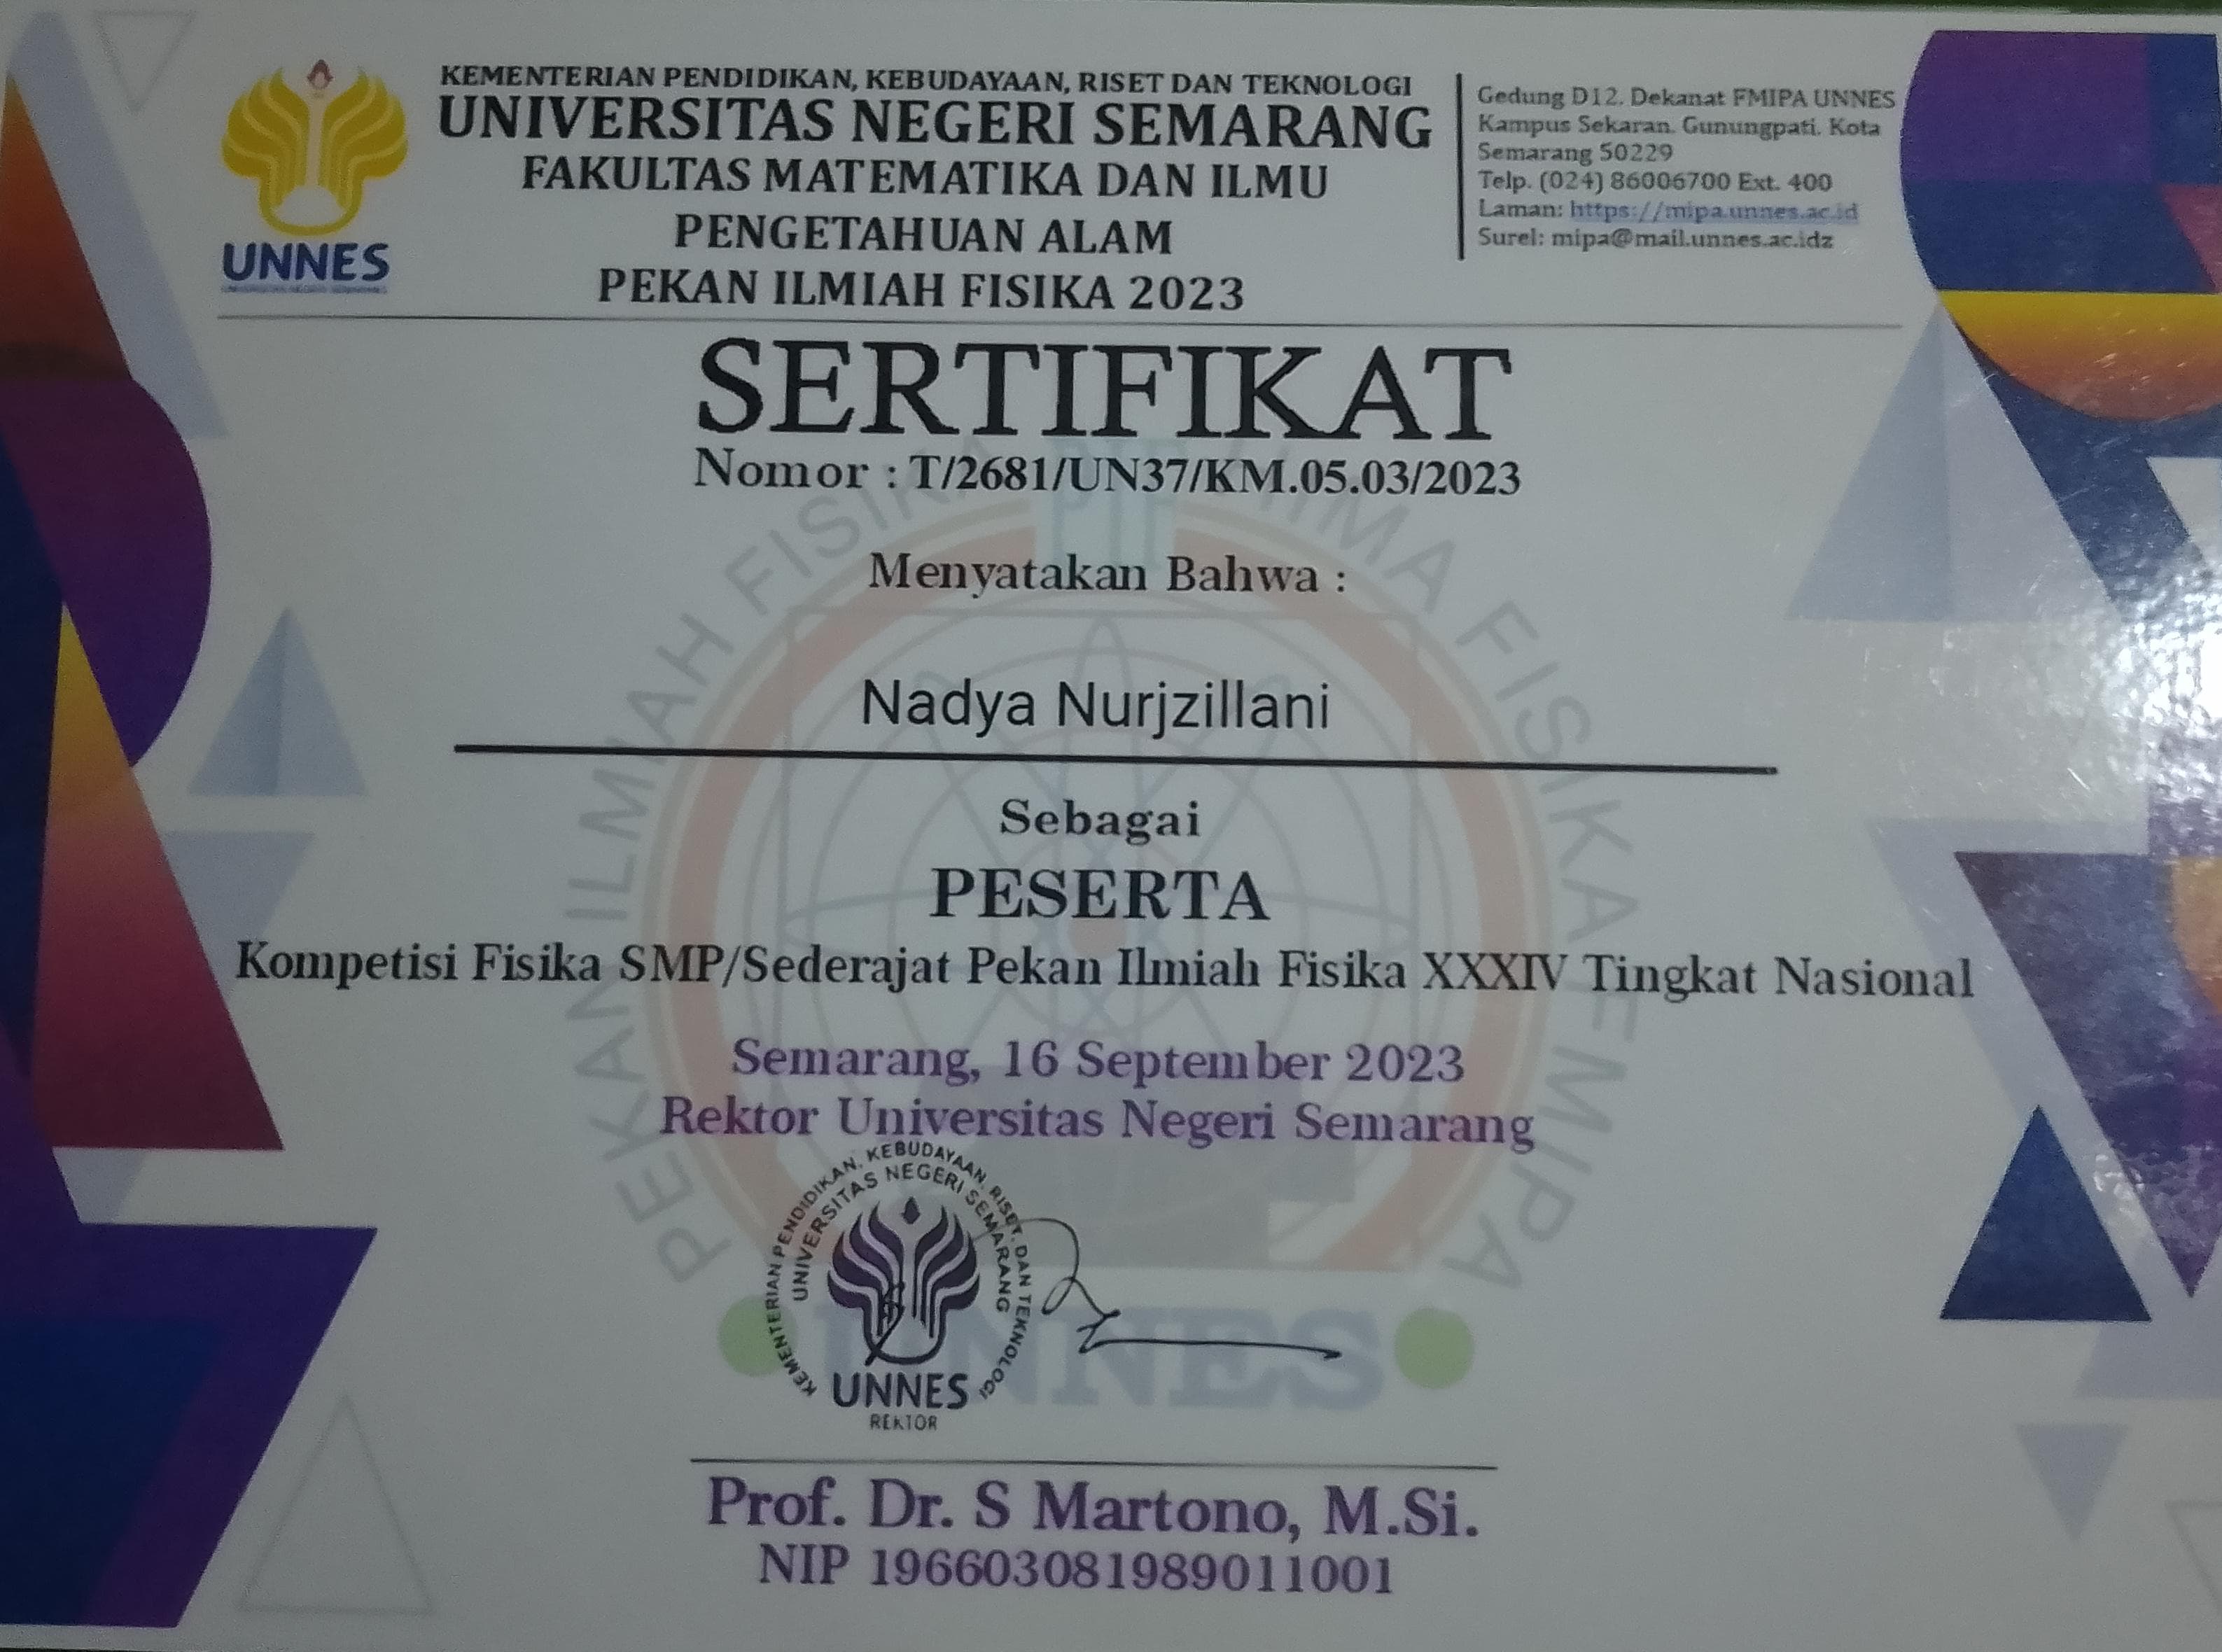 KEMENTERIAN PENDIDIKAN, KEBUDAYAAN, RISET DAN TEKNOLOGI
UNIVERSITAS NEGERI SEMARANG
FAKULTAS MATEMATIKA DAN ILMU
PENGETAHUAN ALAM
PEKAN ILMIAH FISIKA 2023
UNNES
Gedung D12. Dekanat FMIPA UNNES
Kampus Sekaran. Gunungpati. Kota
Semarang 50229
Telp. (024) 86006700 Ext. 400
Laman: https://mipa.unnes.ac.id
Surel: mipa@mail.unnes.ac.idz
SERTIFIKAT
Nomor : T/2681/UN37/KM.05.03/2023
Menyatakan Bahwa :
Nadya Nurjzillani
Sebagai
PESERTA
Kompetisi Fisika SMP/Sederajat Pekan Ilmiah Fisika XXXIV Tingkat Nasional
Semarang, 16 September 2023
Rektor Universitas Negeri Semarang
KEMENTERIAN PENDIDIKAN, KEBUDAYAAN, RISET, DAN TEKNOLOGI
UNIVERSITAS NEGERI SEMARANG
UNNES
REKTOR
Prof. Dr. S Martono, M.Si.
NIP 196603081989011001
PEKAN ILMIAH FISIKA
HIMA FISIKA FMIPA
UNNES